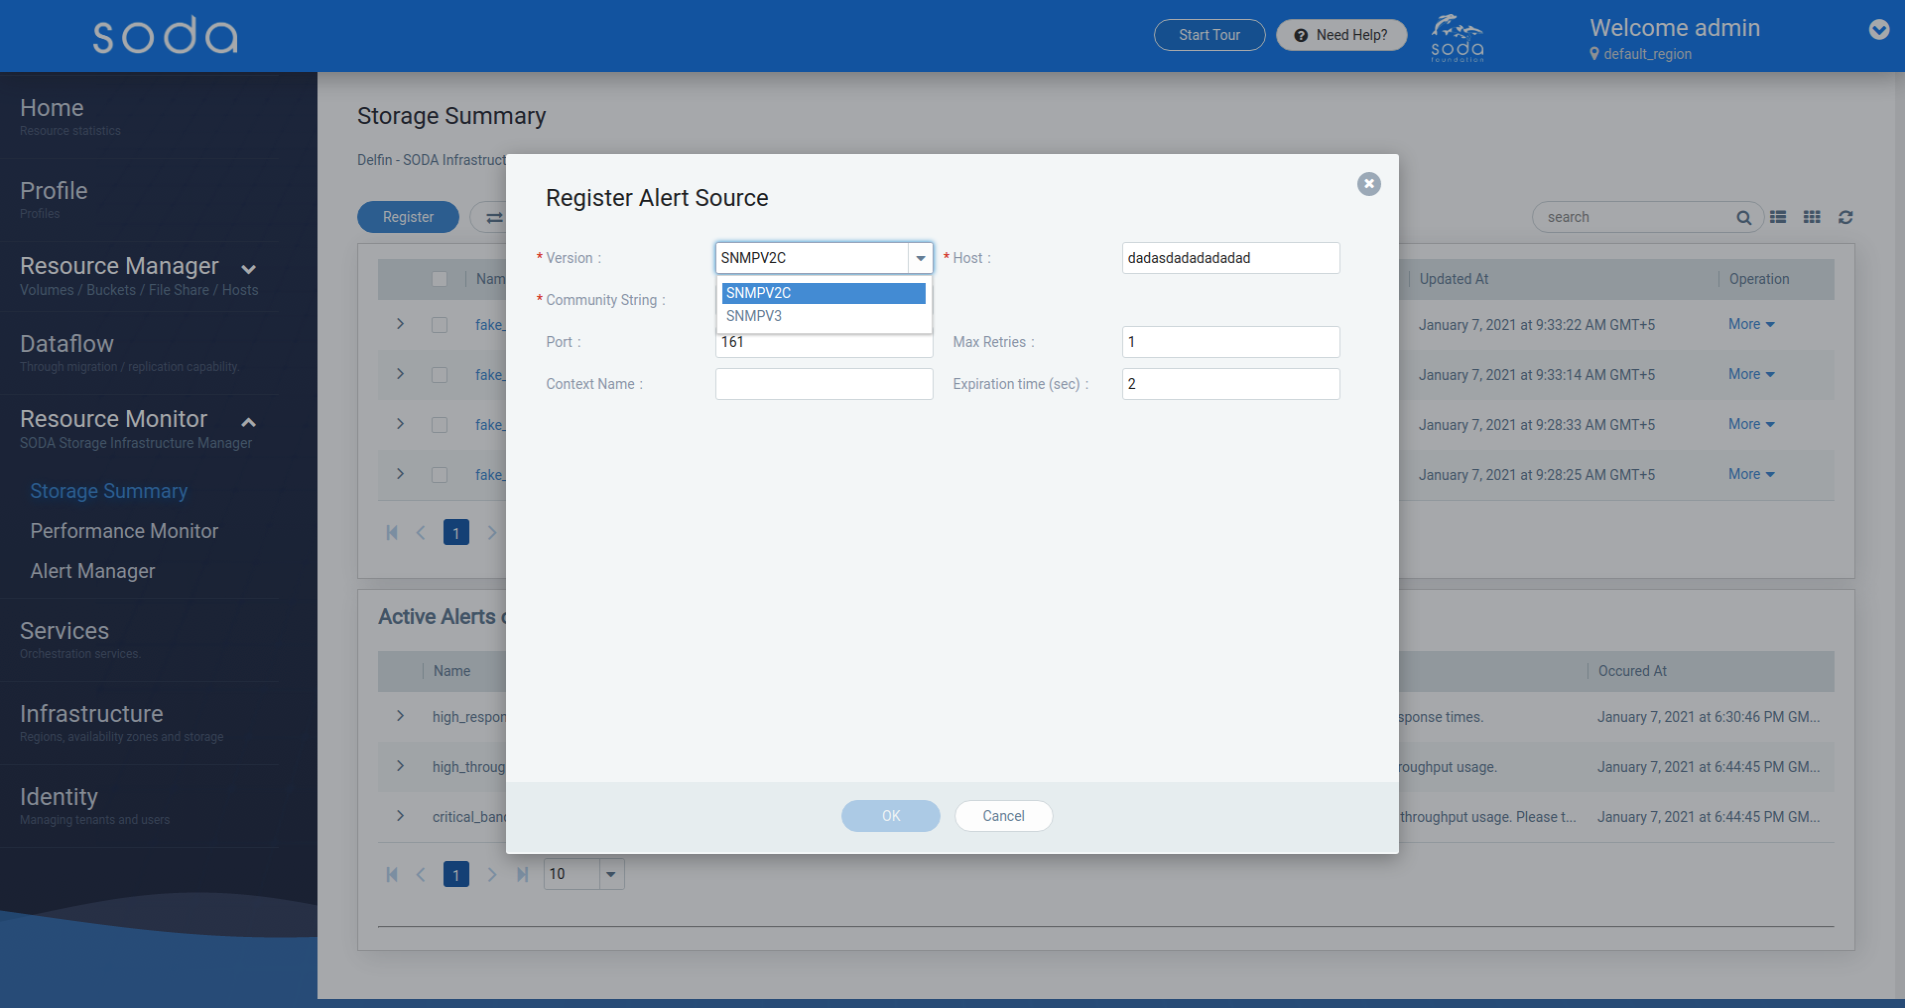 soda
Start Tour
Need Help?
soda
foundation
Welcome admin
default_region
Home
Resource statistics
Profile
Profiles
Resource Manager
Volumes / Buckets / File Share / Hosts
Dataflow
Through migration / replication capability.
Resource Monitor
SODA Storage Infrastructure Manager
Storage Summary
Performance Monitor
Alert Manager
Services
Orchestration services.
Infrastructure
Regions, availability zones and storage
Identity
Managing tenants and users
Storage Summary
Delfin - SODA Infrastruct
Register
search
Nam Updated At Operation
fake_ January 7, 2021 at 9:33:22 AM GMT+5 More
fake_ January 7, 2021 at 9:33:14 AM GMT+5 More
fake_ January 7, 2021 at 9:28:33 AM GMT+5 More
fake_ January 7, 2021 at 9:28:25 AM GMT+5 More
1
Register Alert Source
* Version : SNMPV2C * Host : dadasdadadadadad
SNMPV2C
SNMPV3
* Community String :
Port : 161 Max Retries : 1
Context Name : Expiration time (sec) : 2
OK Cancel
Active Alerts
Name Occured At
high_respon sponse times. January 7, 2021 at 6:30:46 PM GM...
high_throug roughput usage. January 7, 2021 at 6:44:45 PM GM...
critical_banc throughput usage. Please t... January 7, 2021 at 6:44:45 PM GM...
1 10